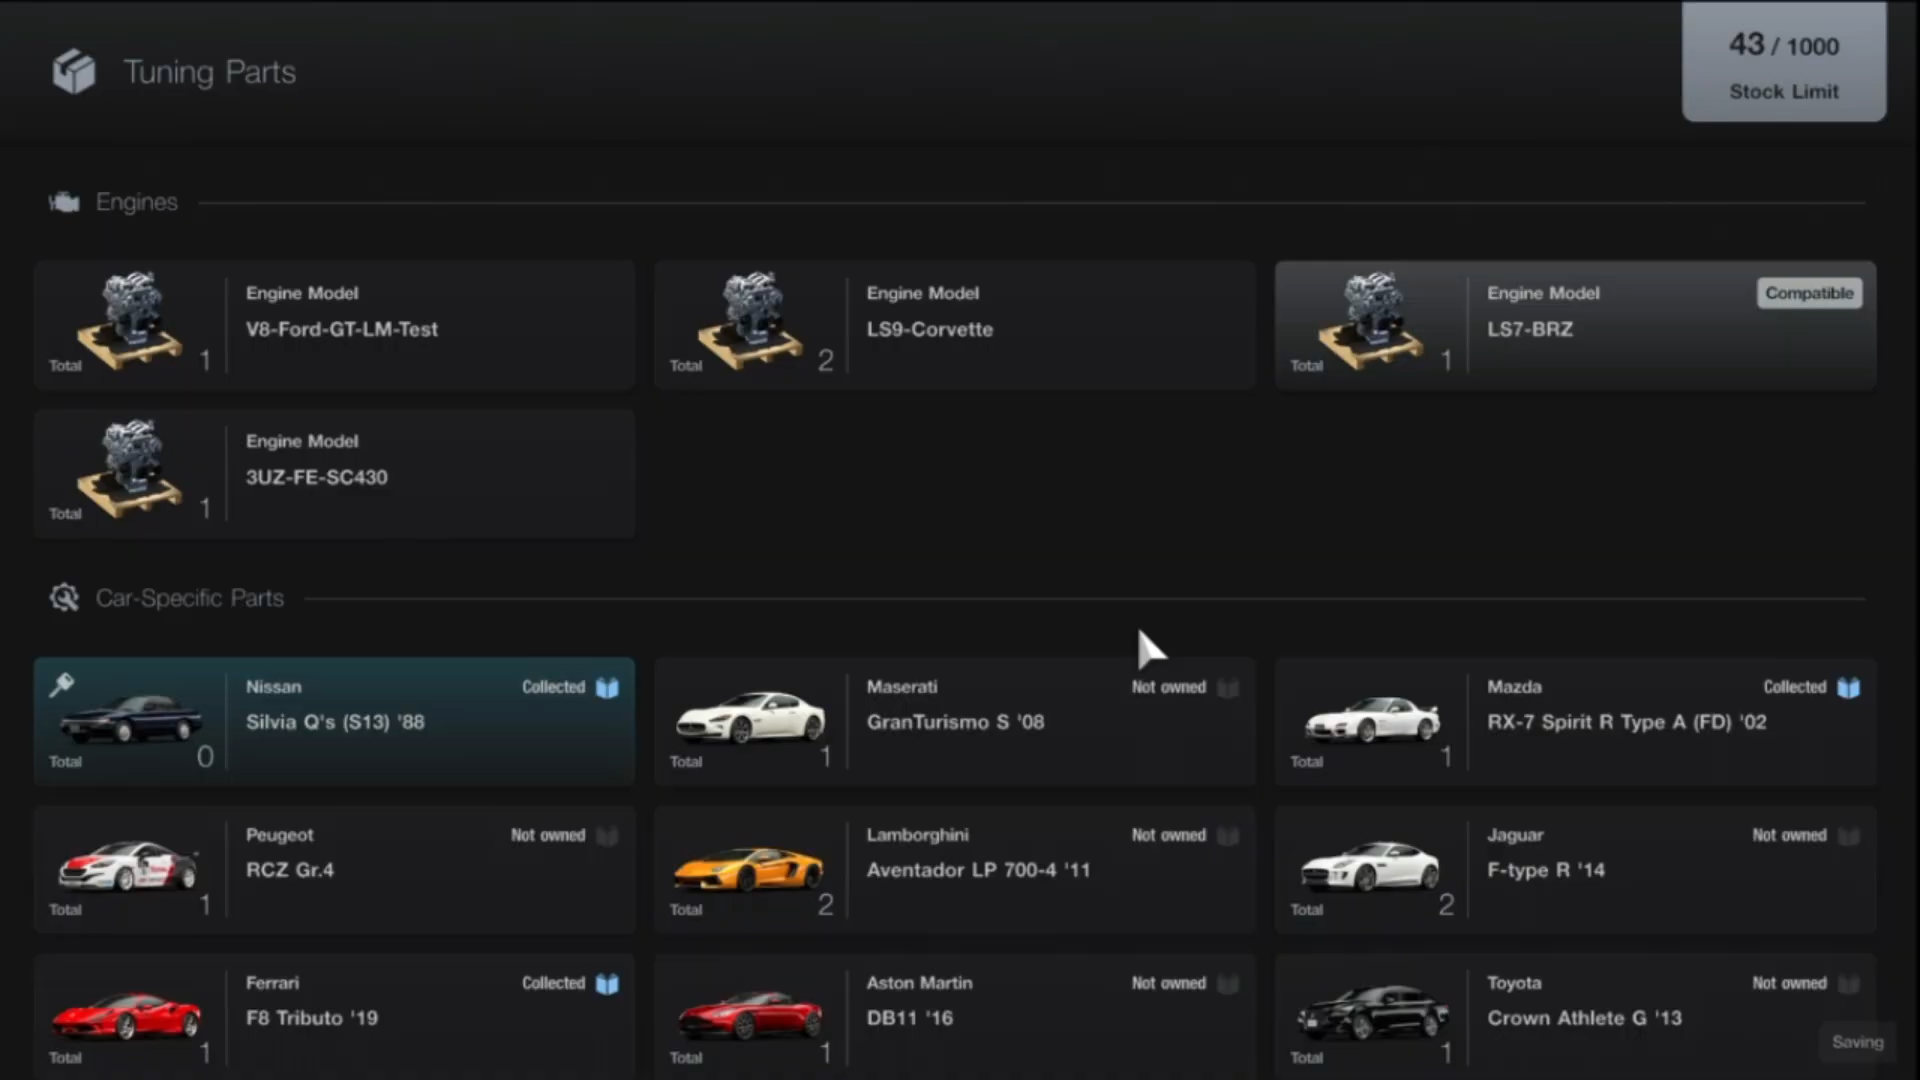 Tuning Parts
43 / 1000
Stock Limit
Engines
Engine Model
V8-Ford-GT-LM-Test
Total 1
Engine Model
LS9-Corvette
Total 2
Engine Model
Compatible
LS7-BRZ
Total 1
Engine Model
3UZ-FE-SC430
Total 1
Car-Specific Parts
Nissan
Collected
Silvia Q's (S13) '88
Total 0
Maserati
Not owned
GranTurismo S '08
Total 1
Mazda
Collected
RX-7 Spirit R Type A (FD) '02
Total 1
Peugeot
Not owned
RCZ Gr.4
Total 1
Lamborghini
Not owned
Aventador LP 700-4 '11
Total 2
Jaguar
Not owned
F-type R '14
Total 2
Ferrari
Collected
F8 Tributo '19
Total 1
Aston Martin
Not owned
DB11 '16
Total 1
Toyota
Not owned
Crown Athlete G '13
Total 1
Saving